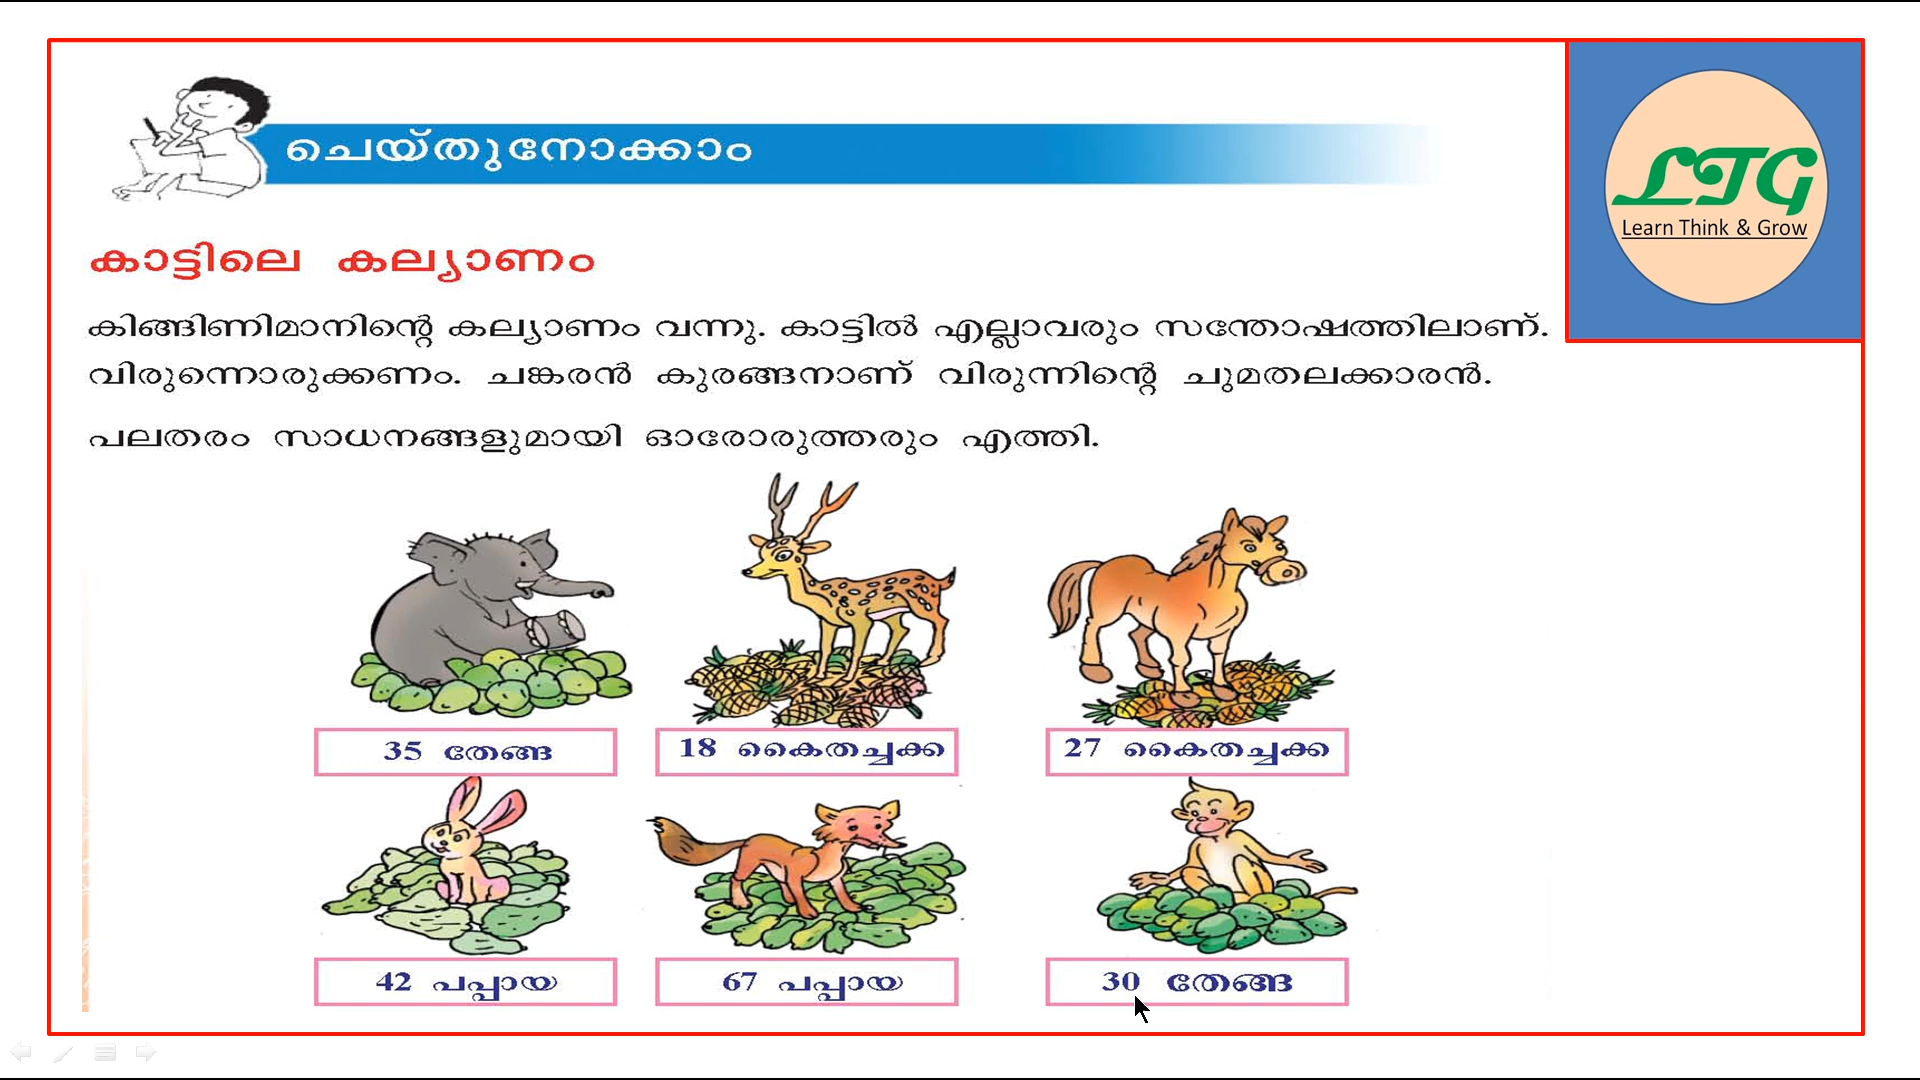 ചെയ്തുനോക്കാം
LTG
Learn Think & Grow
കാട്ടിലെ കല്യാണം
കിങ്ങിണിമാനിന്റെ കല്യാണം വന്നു. കാട്ടിൽ എല്ലാവരും സന്തോഷത്തിലാണ്.
വിരുന്നൊരുക്കണം. ചങ്കരൻ കുരങ്ങനാണ് വിരുന്നിന്റെ ചുമതലക്കാരൻ.
പലതരം സാധനങ്ങളുമായി ഓരോരുത്തരും എത്തി.
35 തേങ്ങ
18 കൈതച്ചക്ക
27 കൈതച്ചക്ക
42 പപ്പായ
67 പപ്പായ
30 തേങ്ങ